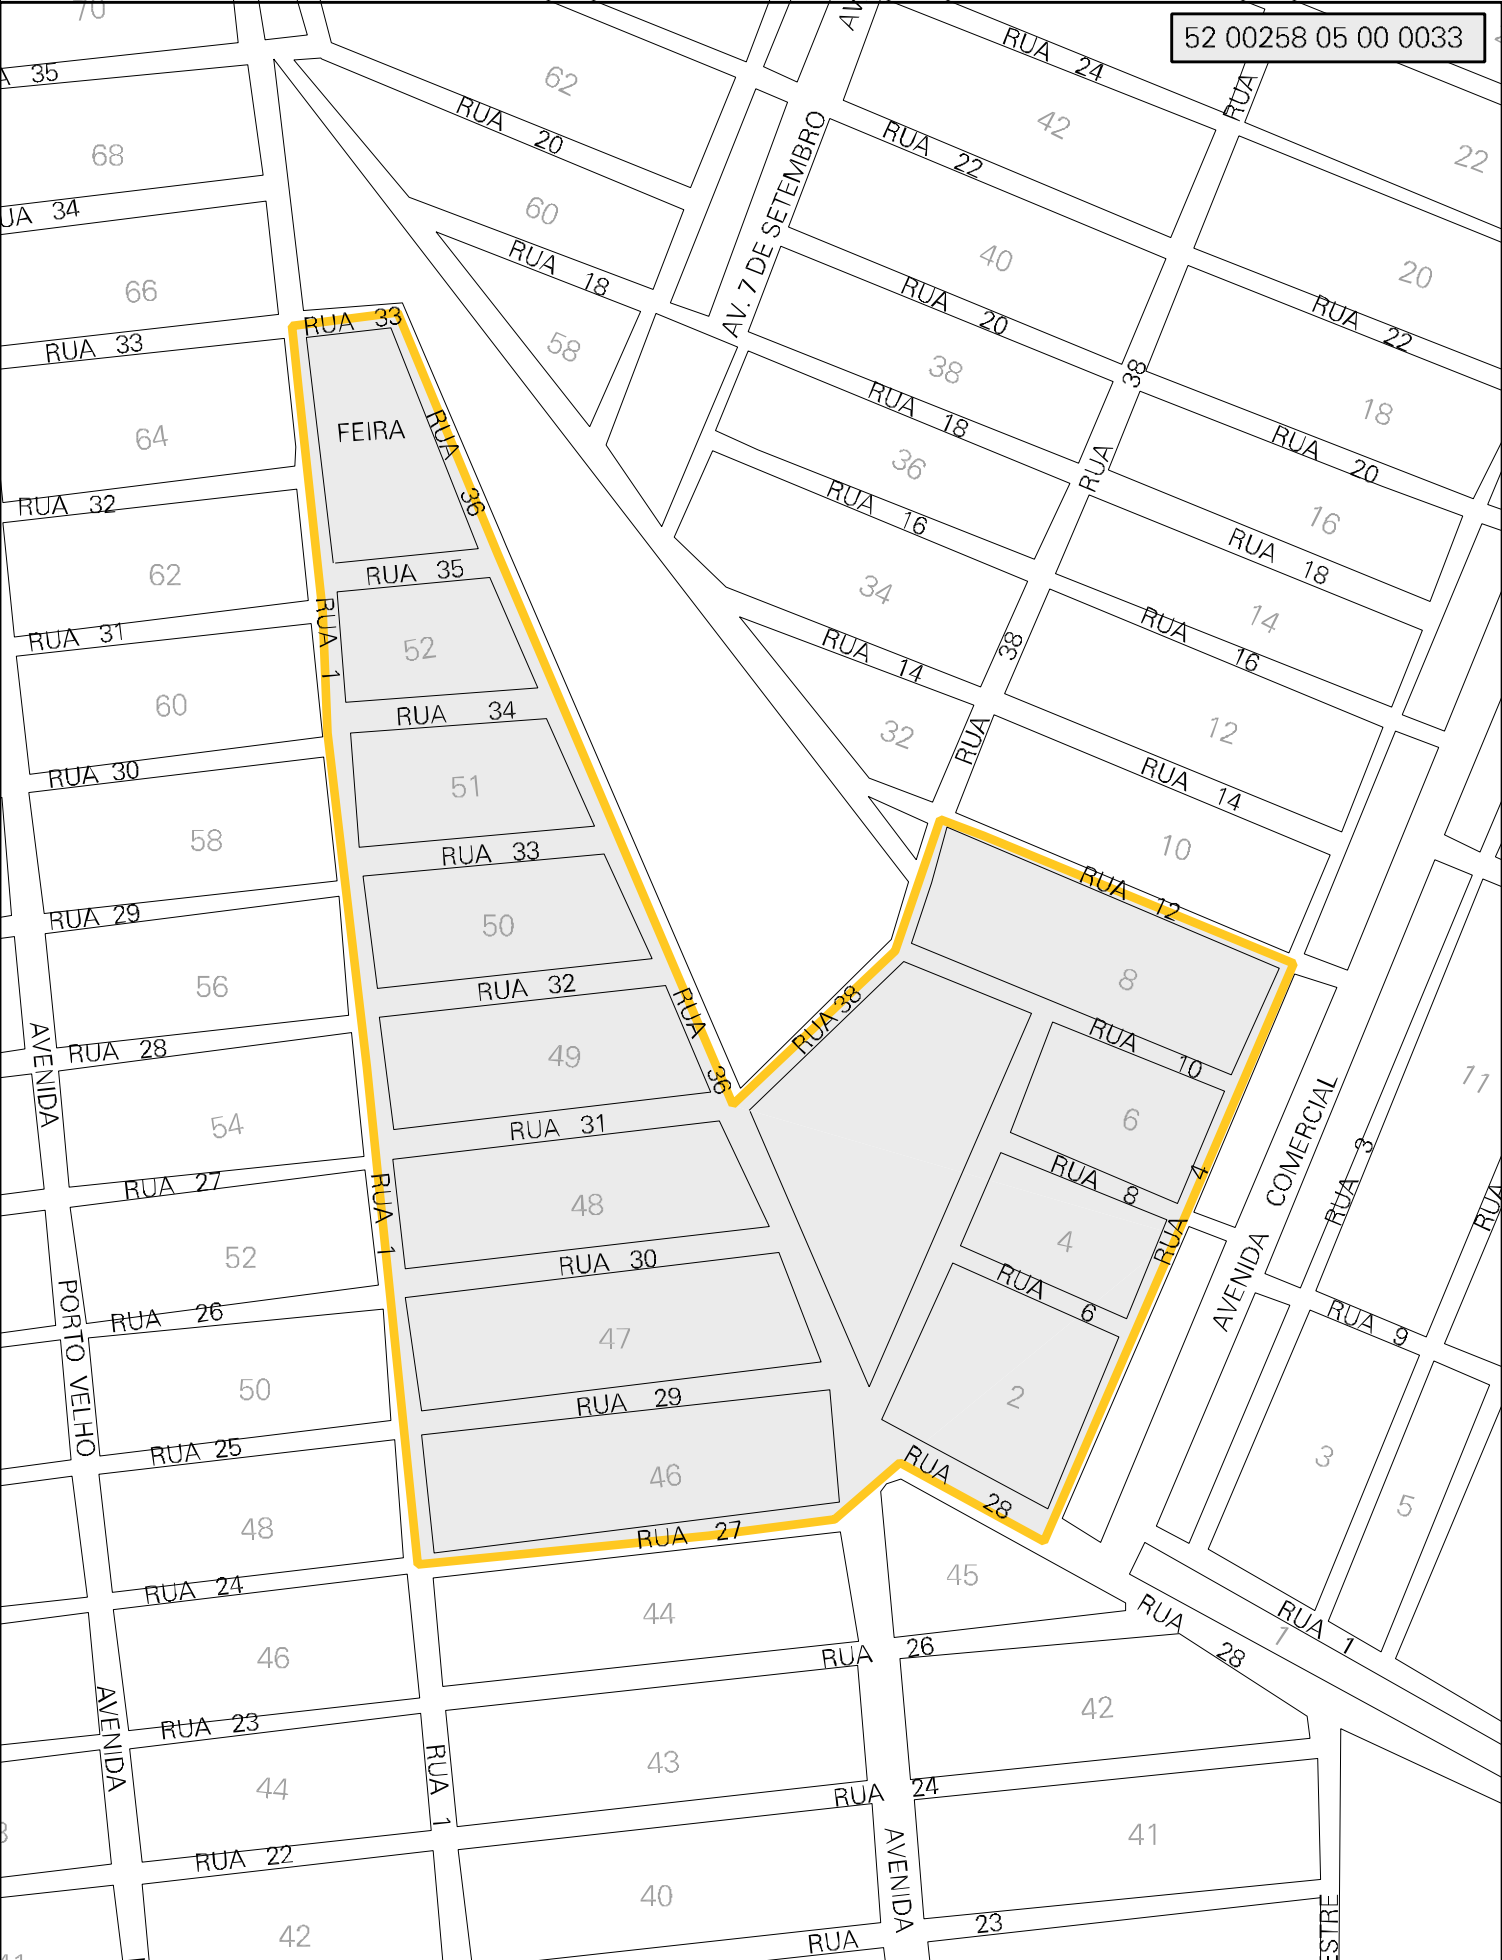 70
52 00258 05 00 0033
RUA 24
62
42
22
35
RUA
RUA 20
RUA 22
68
60
34
AV. 7 DE SETEMBRO
40
20
RUA 18
66
RUA 20
RUA 22
RUA 33
RUA 33
58
38
38
18
RUA 18
FEIRA
64
RUA 36
36
RUA
RUA 20
RUA 32
RUA 16
16
RUA 18
62
RUA 35
34
14
RUA 1
RUA 31
52
RUA 14
38
RUA 16
60
RUA 34
32
RUA
12
RUA 30
51
RUA 14
58
RUA 33
10
RUA 12
RUA 29
50
8
56
RUA 32
RUA 36
RUA 38
AVENIDA
RUA 28
49
RUA 10
11
54
RUA 31
6
COMERCIAL
RUA 27
RUA 1
48
RUA 8
4
RUA 3
RUA
52
RUA 30
4
RUA
AVENIDA
PORTO VELHO
RUA 26
47
RUA 6
RUA 9
50
RUA 29
2
RUA 25
46
RUA 28
3
5
48
RUA 27
45
RUA 24
44
RUA 28
RUA 1
1
46
RUA 26
42
AVENIDA
RUA 23
43
RUA 1
44
RUA 24
41
RUA 22
AVENIDA
40
42
23
RUA